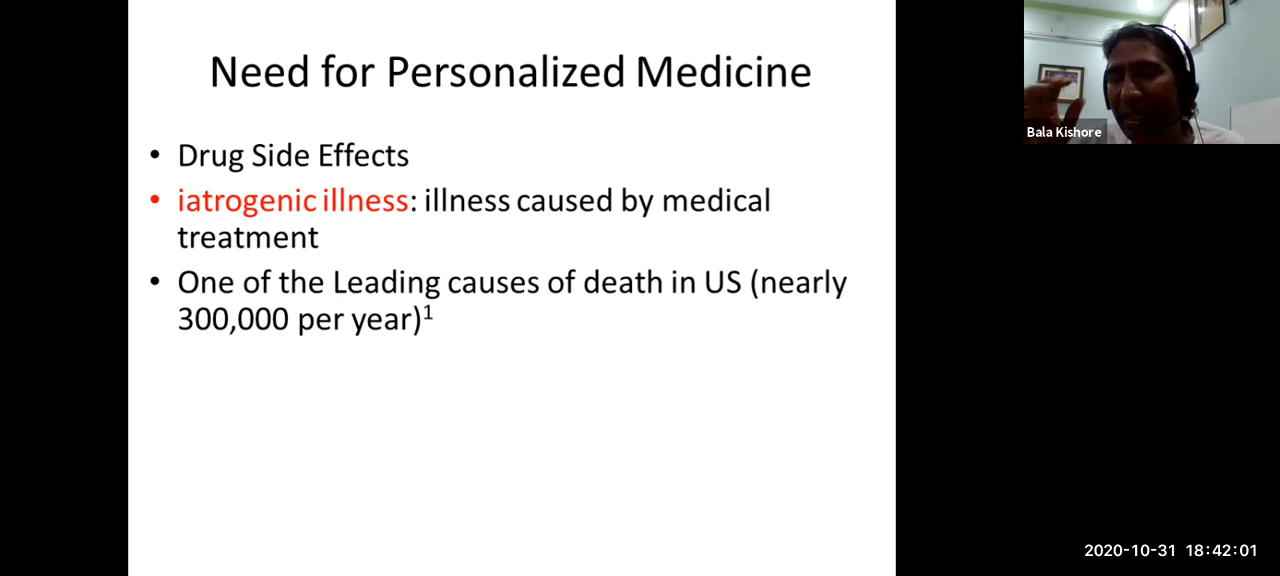 Need for Personalized Medicine
• Drug Side Effects
• iatrogenic illness: illness caused by medical
treatment
• One of the Leading causes of death in US (nearly
300,000 per year)¹
Bala Kishore
2020-10-31 18:42:01